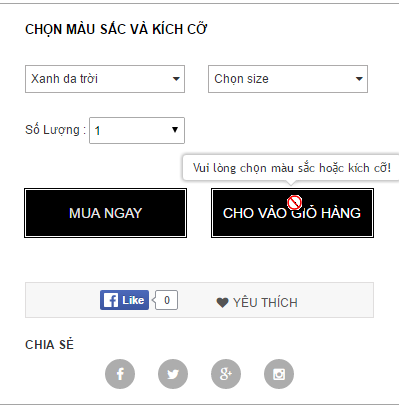 CHỌN MÀU SẮC VÀ KÍCH CỠ
Xanh da trời Chọn size
Số Lượng : 1
Vui lòng chọn màu sắc hoặc kích cỡ!
MUA NGAY CHO VÀO GIỎ HÀNG
Like 0 YÊU THÍCH
CHIA SẺ